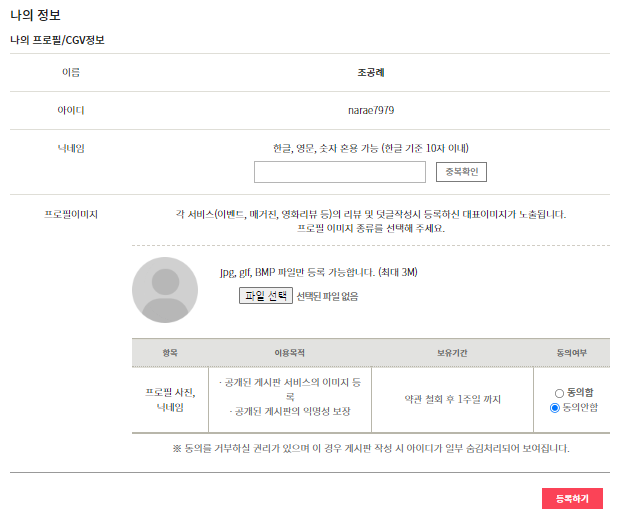 나의 정보
나의 프로필/CGV정보
이름
조공례
아이디
narae7979
닉네임
한글, 영문, 숫자 혼용 가능 (한글 기준 10자 이내)
중복확인
프로필이미지
각 서비스(이벤트, 매거진, 영화리뷰 등)의 리뷰 및 덧글작성시 등록하신 대표이미지가 노출됩니다.
프로필 이미지 종류를 선택해 주세요.
jpg, gif, BMP 파일만 등록 가능합니다. (최대 3M)
파일 선택 선택된 파일 없음
항목 이용목적 보유기간 동의여부
프로필 사진,
닉네임
· 공개된 게시판 서비스의 이미지 등
록
· 공개된 게시판의 익명성 보장
약관 철회 후 1주일 까지
동의함
동의안함
※ 동의를 거부하실 권리가 있으며 이 경우 게시판 작성 시 아이디가 일부 숨김처리되어 보여집니다.
등록하기